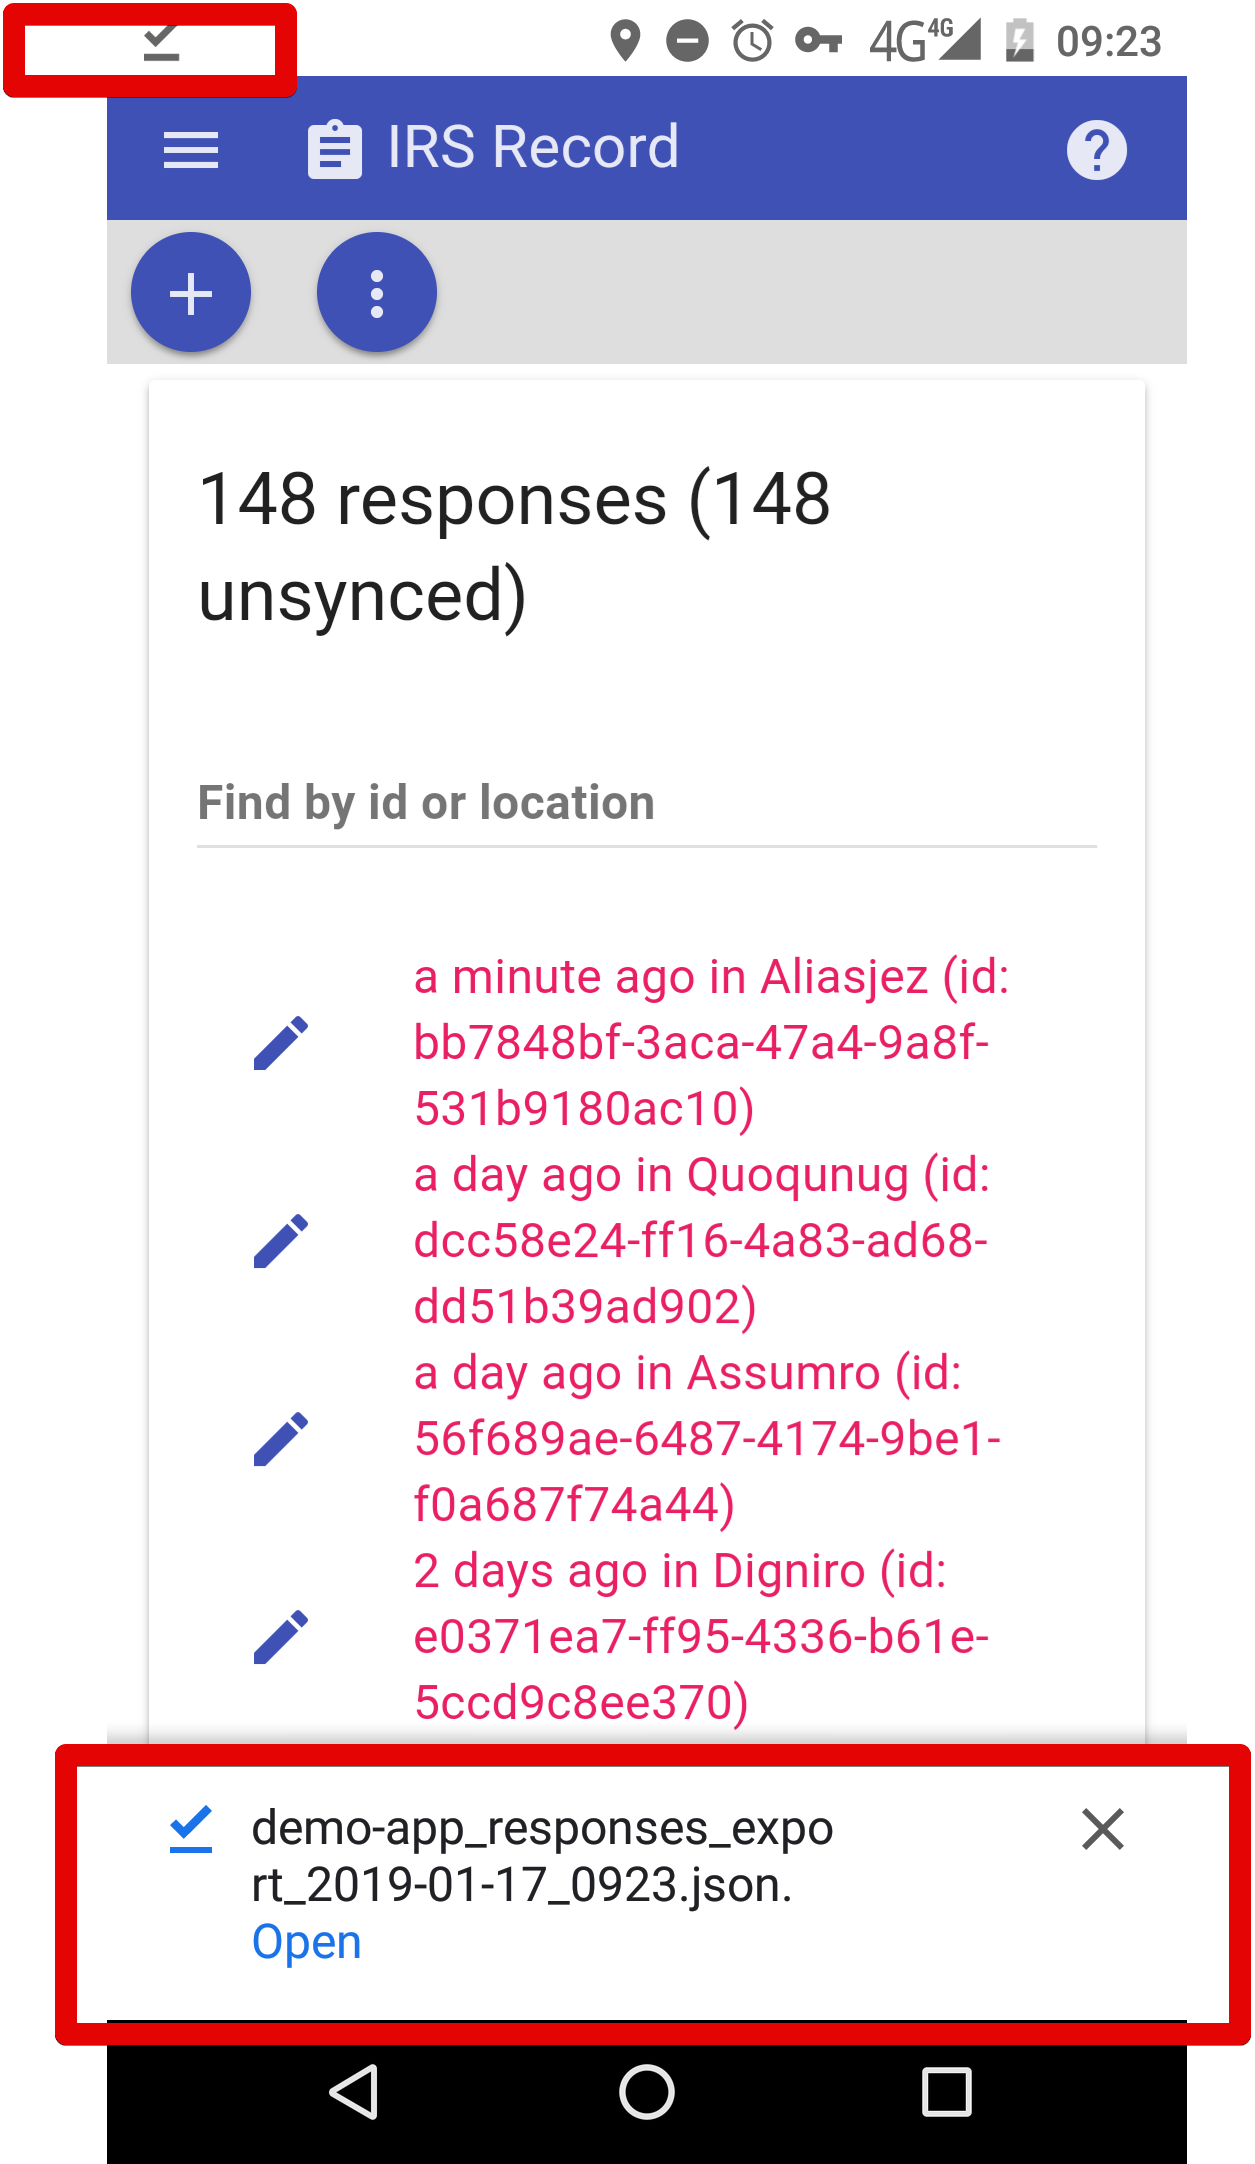 4G 4G 09:23
IRS Record
148 responses (148
unsynced)
Find by id or location
a minute ago in Aliasjez (id:
bb7848bf-3aca-47a4-9a8f-
531b9180ac10)
a day ago in Quoqunug (id:
dcc58e24-ff16-4a83-ad68-
dd51b39ad902)
a day ago in Assumro (id:
56f689ae-6487-4174-9be1-
f0a687f74a44)
2 days ago in Digniro (id:
e0371ea7-ff95-4336-b61e-
5ccd9c8ee370)
demo-app_responses_expo
rt_2019-01-17_0923.json.
Open